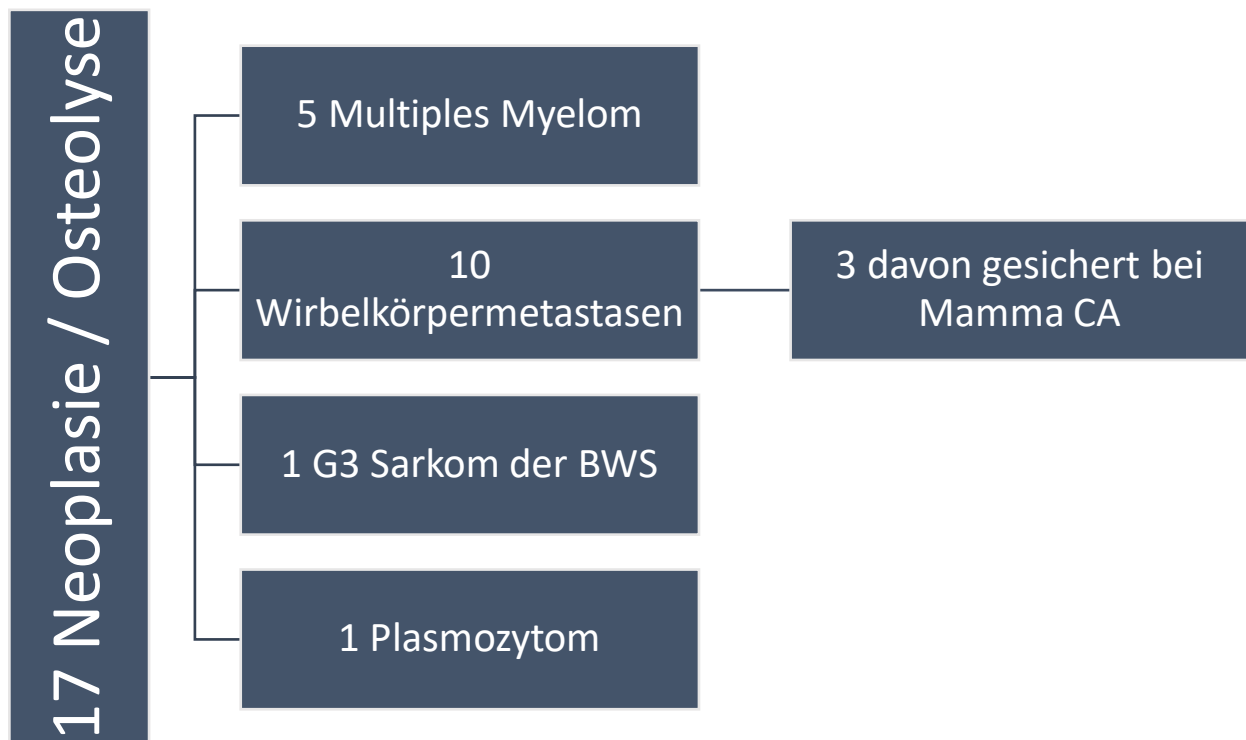 17 Neoplasie / Osteolyse
5 Multiples Myelom
10
Wirbelkörpermetastasen
3 davon gesichert bei
Mamma CA
1 G3 Sarkom der BWS
1 Plasmozytom